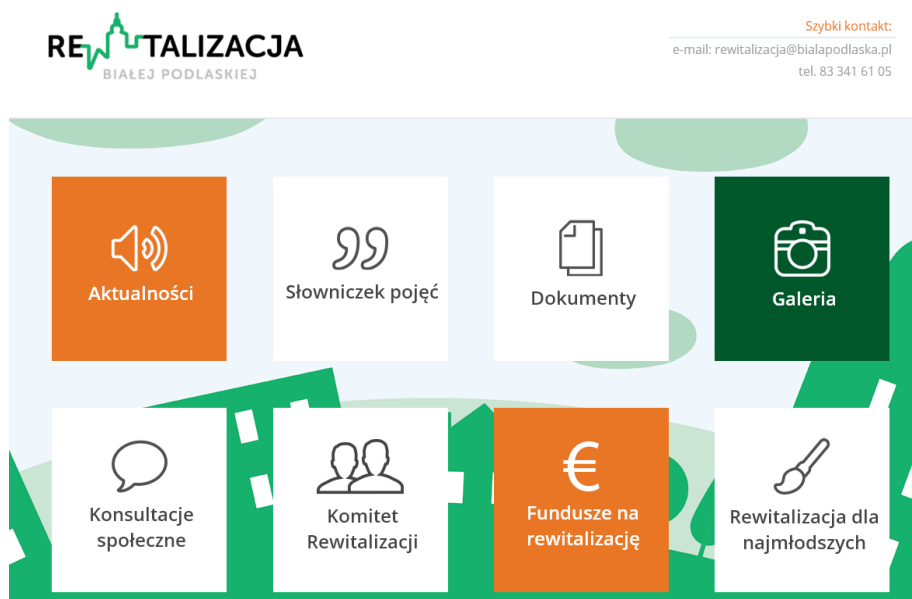 REWITALIZACJA
BIAŁEJ PODLASKIEJ
Szybki kontakt:
e-mail: rewitalizacja@bialapodlaska.pl
tel. 83 341 61 05
Aktualności
Słowniczek pojęć
Dokumenty
Galeria
Konsultacje
społeczne
Komitet
Rewitalizacji
€
Fundusze na
rewitalizację
Rewitalizacja dla
najmłodszych